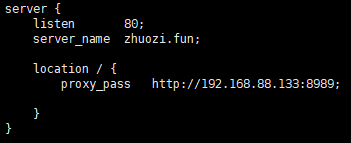 server {
    listen       80;
    server_name  zhuozi.fun;

    location / {
        proxy_pass   http://192.168.88.133:8989;

    }
}